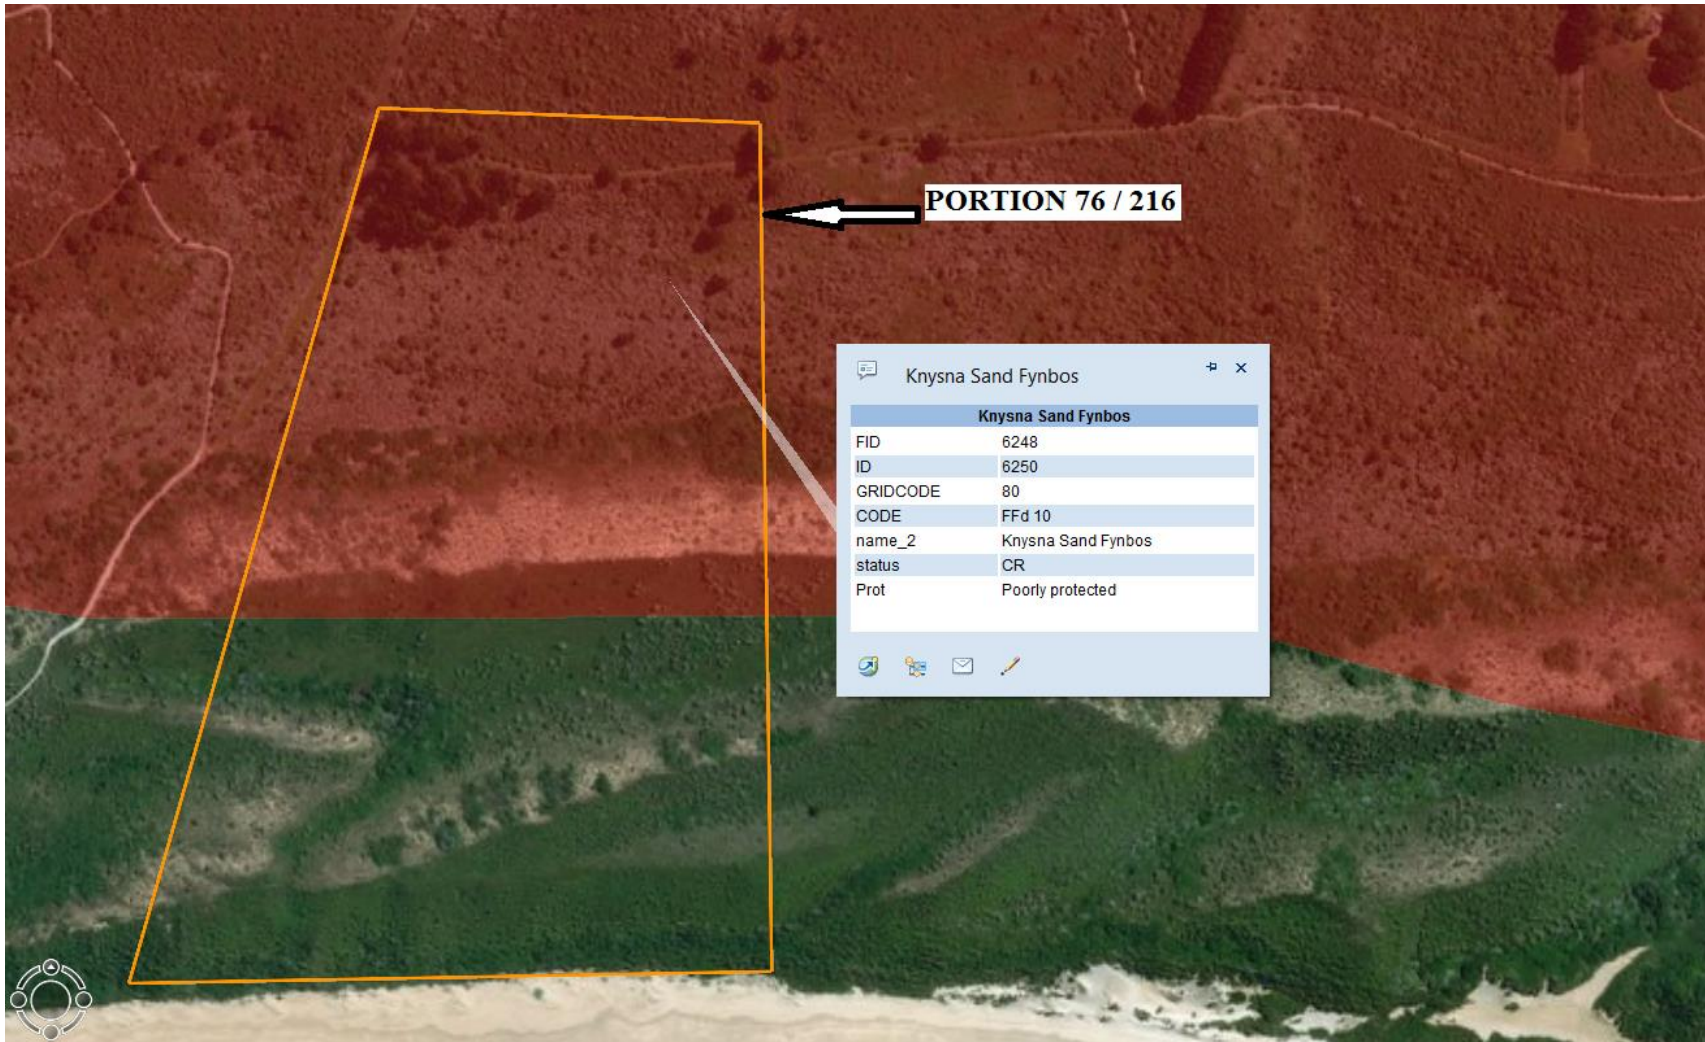 PORTION 76 / 216
Knysna Sand Fynbos
Knysna Sand Fynbos
FID 6248
ID 6250
GRIDCODE 80
CODE FFd 10
name_2 Knysna Sand Fynbos
status CR
Prot Poorly protected